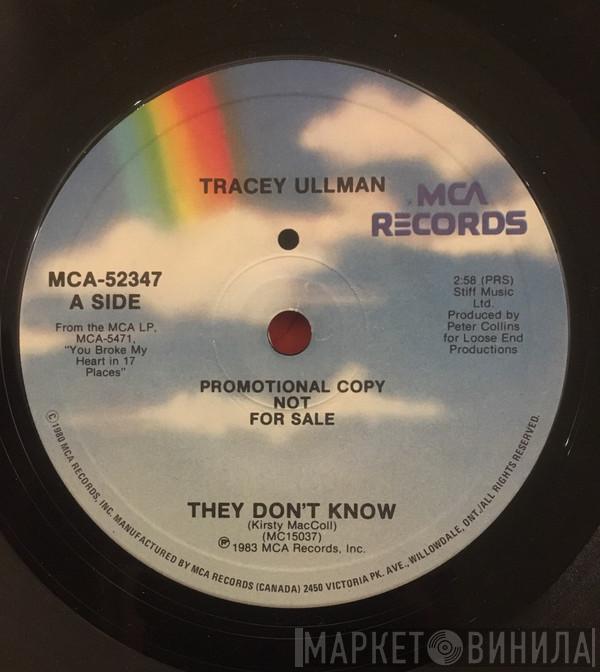 TRACEY ULLMAN
MCA
RECORDS
MCA-52347
A SIDE
From the MCA LP,
MCA-5471,
"You Broke My
Heart in 17
Places"
2:58 (PRS)
Stiff Music
Ltd.
Produced by
Peter Collins
for Loose End
Productions
PROMOTIONAL COPY
NOT
FOR SALE
THEY DON'T KNOW
(Kirsty MacColl)
(MC15037)
℗ 1983 MCA Records, Inc.
©1980 MCA RECORDS, INC. MANUFACTURED BY MCA RECORDS (CANADA) 2450 VICTORIA PK. AVE., WILLOWDALE, ONT./ALL RIGHTS RESERVED.
МАРКЕТ ВИНИЛА